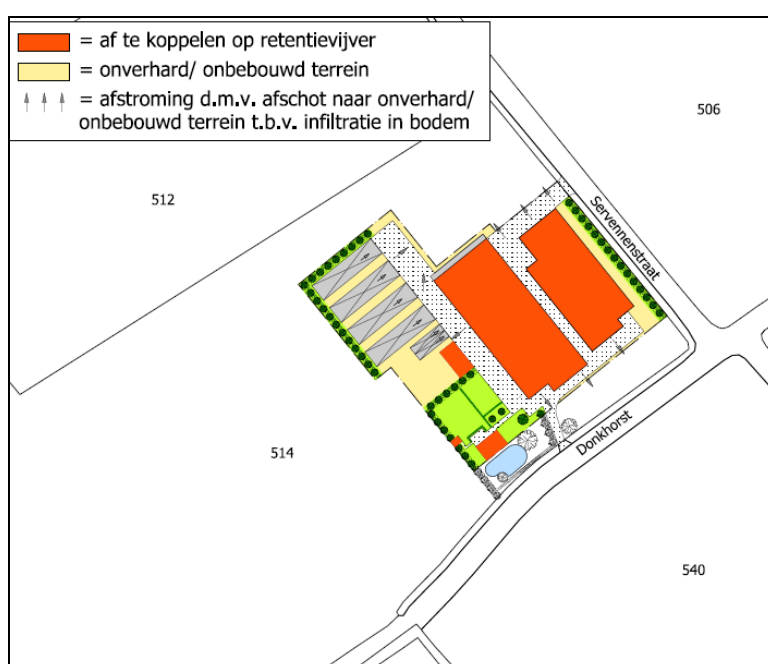 = af te koppelen op retentievijver
= onverhard/ onbebouwd terrein
= afstroming d.m.v. afschot naar onverhard/
onbebouwd terrein t.b.v. infiltratie in bodem
506
512
Servennenstraat
514
Donkhorst
540